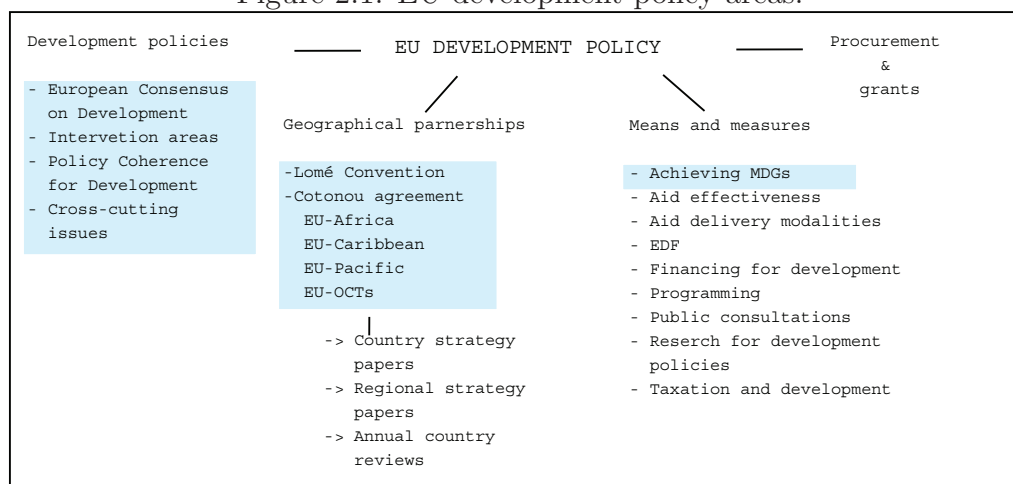 Figure 2.1: EU development policy areas.
Development policies
EU DEVELOPMENT POLICY
Procurement
&
grants
- European Consensus
on Development
- Intervetion areas
- Policy Coherence
for Development
- Cross-cutting
issues
Geographical parnerships
-Lomé Convention
-Cotonou agreement
EU-Africa
EU-Caribbean
EU-Pacific
EU-OCTs
-> Country strategy
papers
-> Regional strategy
papers
-> Annual country
reviews
Means and measures
- Achieving MDGs
- Aid effectiveness
- Aid delivery modalities
- EDF
- Financing for development
- Programming
- Public consultations
- Reserch for development
policies
- Taxation and development